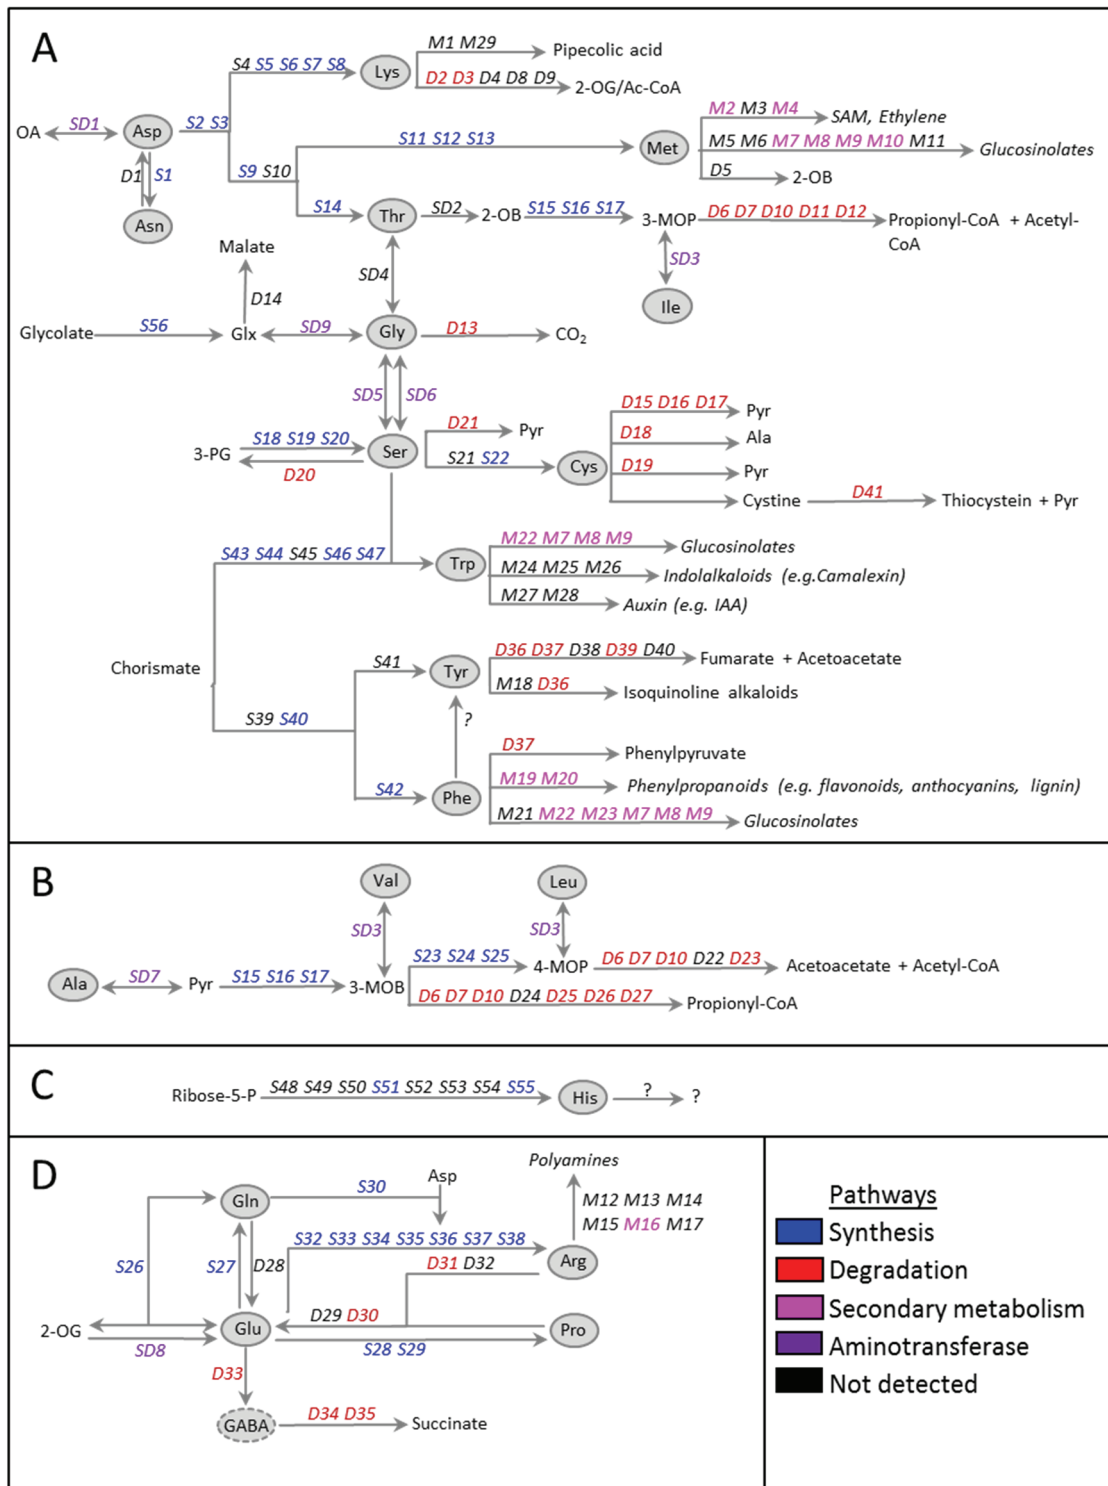 A
M1 M29
Pipecolic acid
S4 S5 S6 S7 S8
Lys
D2 D3 D4 D8 D9
2-OG/Ac-CoA
OA
SD1
Asp
S2 S3
M2 M3 M4
SAM, Ethylene
S11 S12 S13
Met
M5 M6 M7 M8 M9 M10 M11
Glucosinolates
D1
S1
S9 S10
D5
2-OB
Asn
S14
Thr
SD2
2-OB
S15 S16 S17
3-MOP
D6 D7 D10 D11 D12
Propionyl-CoA + Acetyl-
CoA
Malate
SD4
SD3
D14
Ile
Glycolate
S56
Glx
SD9
Gly
D13
CO2
SD5
SD6
D15 D16 D17
Pyr
D21
Pyr
S18 S19 S20
D18
Ala
3-PG
Ser
S21 S22
Cys
D19
Pyr
D20
Cystine
D41
Thiocystein + Pyr
M22 M7 M8 M9
Glucosinolates
S43 S44 S45 S46 S47
Trp
M24 M25 M26
Indolalkaloids (e.g.Camalexin)
M27 M28
Auxin (e.g. IAA)
Chorismate
D36 D37 D38 D39 D40
Fumarate + Acetoacetate
S41
Tyr
M18 D36
Isoquinoline alkaloids
S39 S40
?
D37
Phenylpyruvate
M19 M20
Phenylpropanoids (e.g. flavonoids, anthocyanins, lignin)
S42
Phe
M21 M22 M23 M7 M8 M9
Glucosinolates
B
Val
Leu
SD3
SD3
S23 S24 S25
4-MOP
D6 D7 D10 D22 D23
Acetoacetate + Acetyl-CoA
Ala
SD7
Pyr
S15 S16 S17
3-MOB
D6 D7 D10 D24 D25 D26 D27
Propionyl-CoA
C
Ribose-5-P
S48 S49 S50 S51 S52 S53 S54 S55
His
?
?
D
Polyamines
Asp
Gln
S30
M12 M13 M14
M15 M16 M17
S32 S33 S34 S35 S36 S37 S38
S26
S27
D28
D31 D32
Arg
2-OG
Glu
D29 D30
Pro
SD8
S28 S29
D33
GABA
D34 D35
Succinate
Pathways
Synthesis
Degradation
Secondary metabolism
Aminotransferase
Not detected